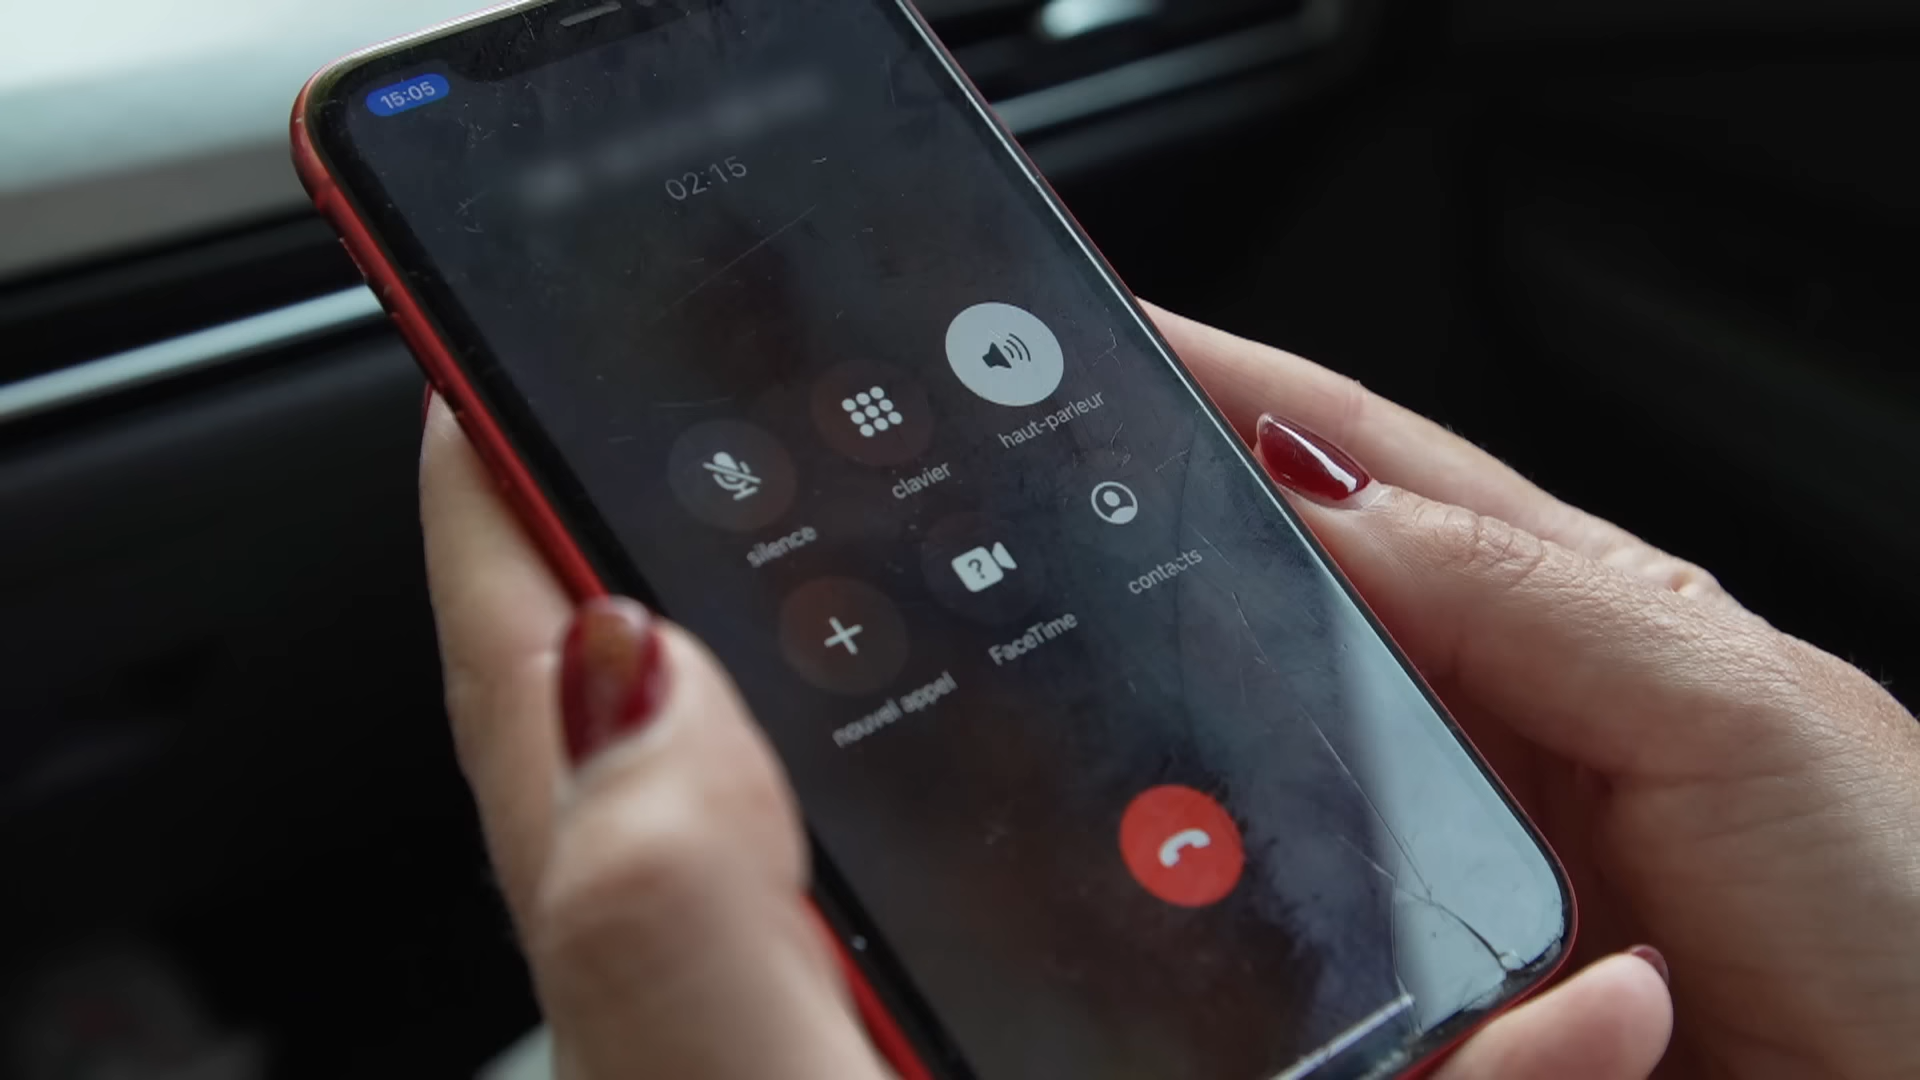 15:05
02:15
silence
clavier
haut-parleur
nouvel appel
FaceTime
contacts